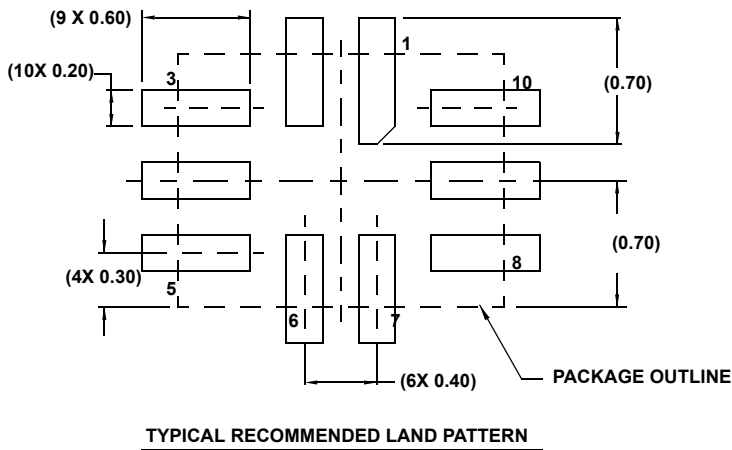 (9 X 0.60)
1
3
(10X 0.20)
10
(0.70)
(0.70)
(4X 0.30)
5
8
6
7
(6X 0.40)
PACKAGE OUTLINE
TYPICAL RECOMMENDED LAND PATTERN